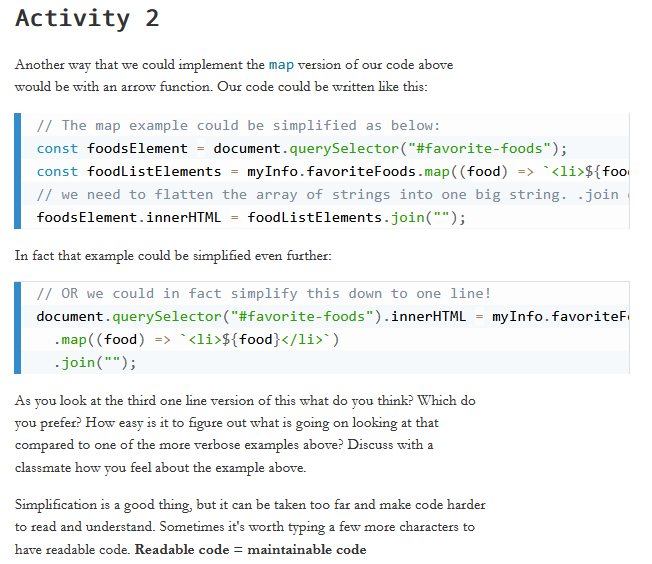 Activity 2
Another way that we could implement the map version of our code above
would be with an arrow function. Our code could be written like this:
// The map example could be simplified as below:
const foodsElement = document.querySelector("#favorite-foods");
const foodListElements = myInfo.favoriteFoods.map((food) => `<li>${foo
// we need to flatten the array of strings into one big string. .join
foodsElement.innerHTML = foodListElements.join("");
In fact that example could be simplified even further:
// OR we could in fact simplify this down to one line!
document.querySelector("#favorite-foods").innerHTML = myInfo.favoriteF
.map((food) => `<li>${food}</li>`)
.join("");
As you look at the third one line version of this what do you think? Which do
you prefer? How easy is it to figure out what is going on looking at that
compared to one of the more verbose examples above? Discuss with a
classmate how you feel about the example above.
Simplification is a good thing, but it can be taken too far and make code harder
to read and understand. Sometimes it's worth typing a few more characters to
have readable code. Readable code = maintainable code